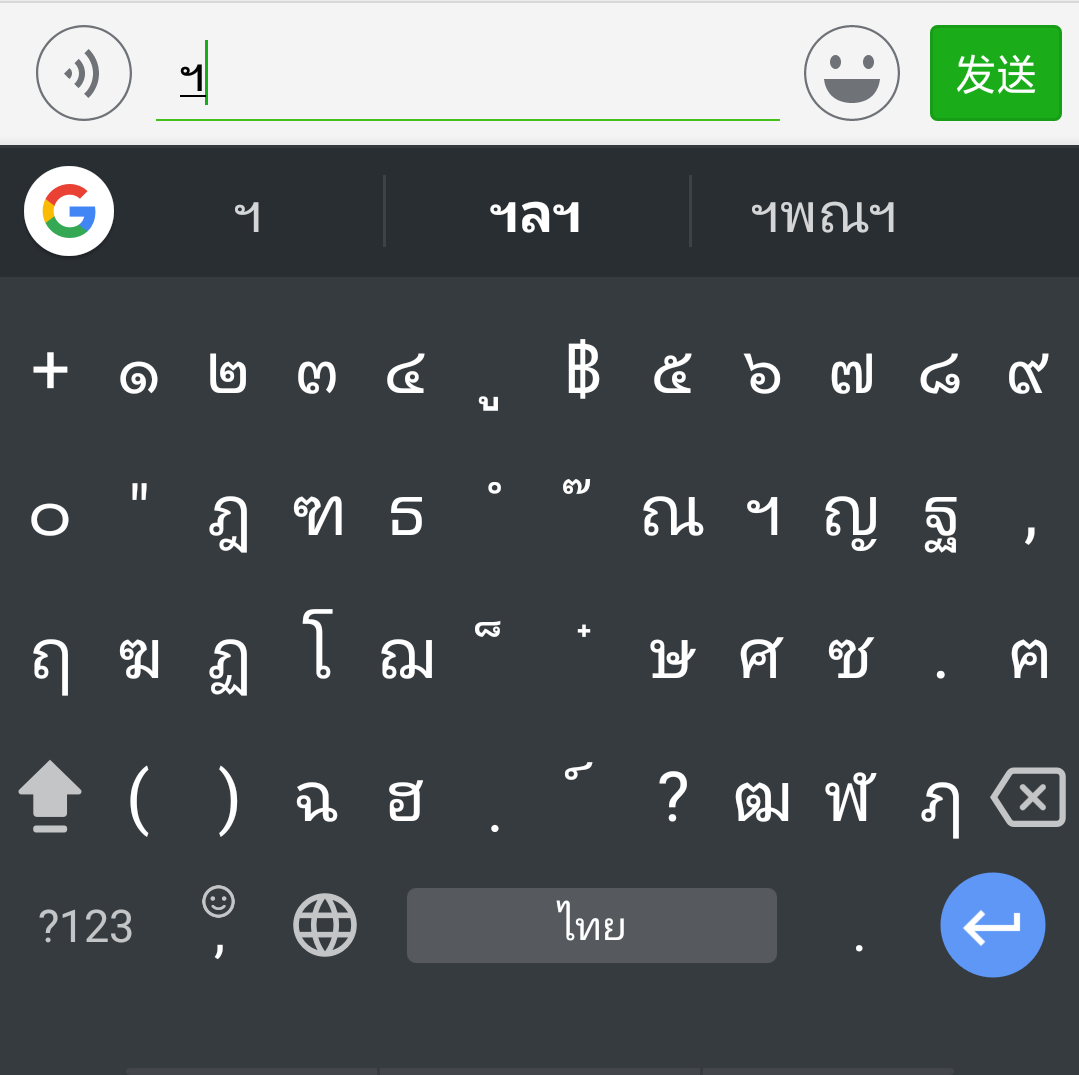 ฯ
发送
ฯ ฯลฯ ฯพณฯ
+ ๑ ๒ ๓ ๔ ู ฿ ๕ ๖ ๗ ๘ ๙
๐ " ฎ ฑ ธ ํ ๊ ณ ฯ ญ ฐ ,
ฤ ฆ ฏ โ ฌ ็ ๋ ษ ศ ซ . ฅ
( ) ฉ ฮ ฺ ์ ? ฒ ฬ ฦ
?123 , ไทย .